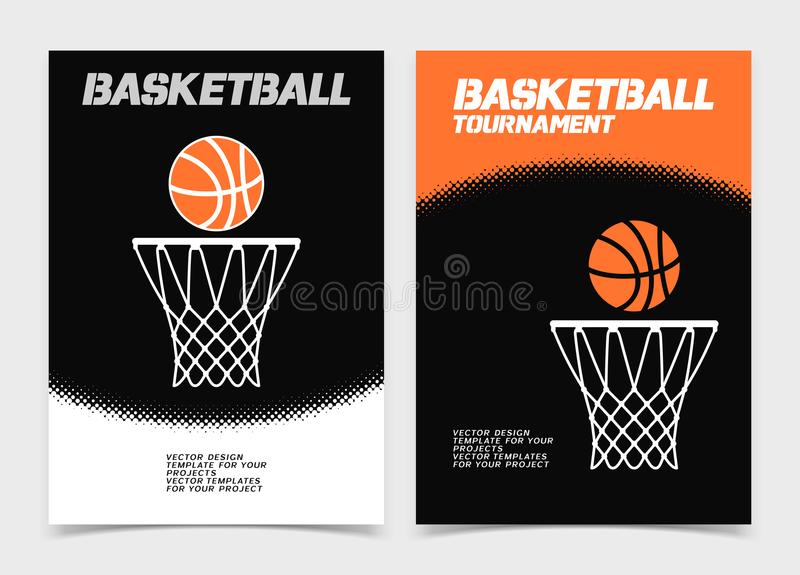 BASKETBALL
VECTOR DESIGN
TEMPLATE FOR YOUR
PROJECTS
VECTOR TEMPLATES
FOR YOUR PROJECT
BASKETBALL
TOURNAMENT
VECTOR DESIGN
TEMPLATE FOR YOUR
PROJECTS
VECTOR TEMPLATES
FOR YOUR PROJECT
dreamstime